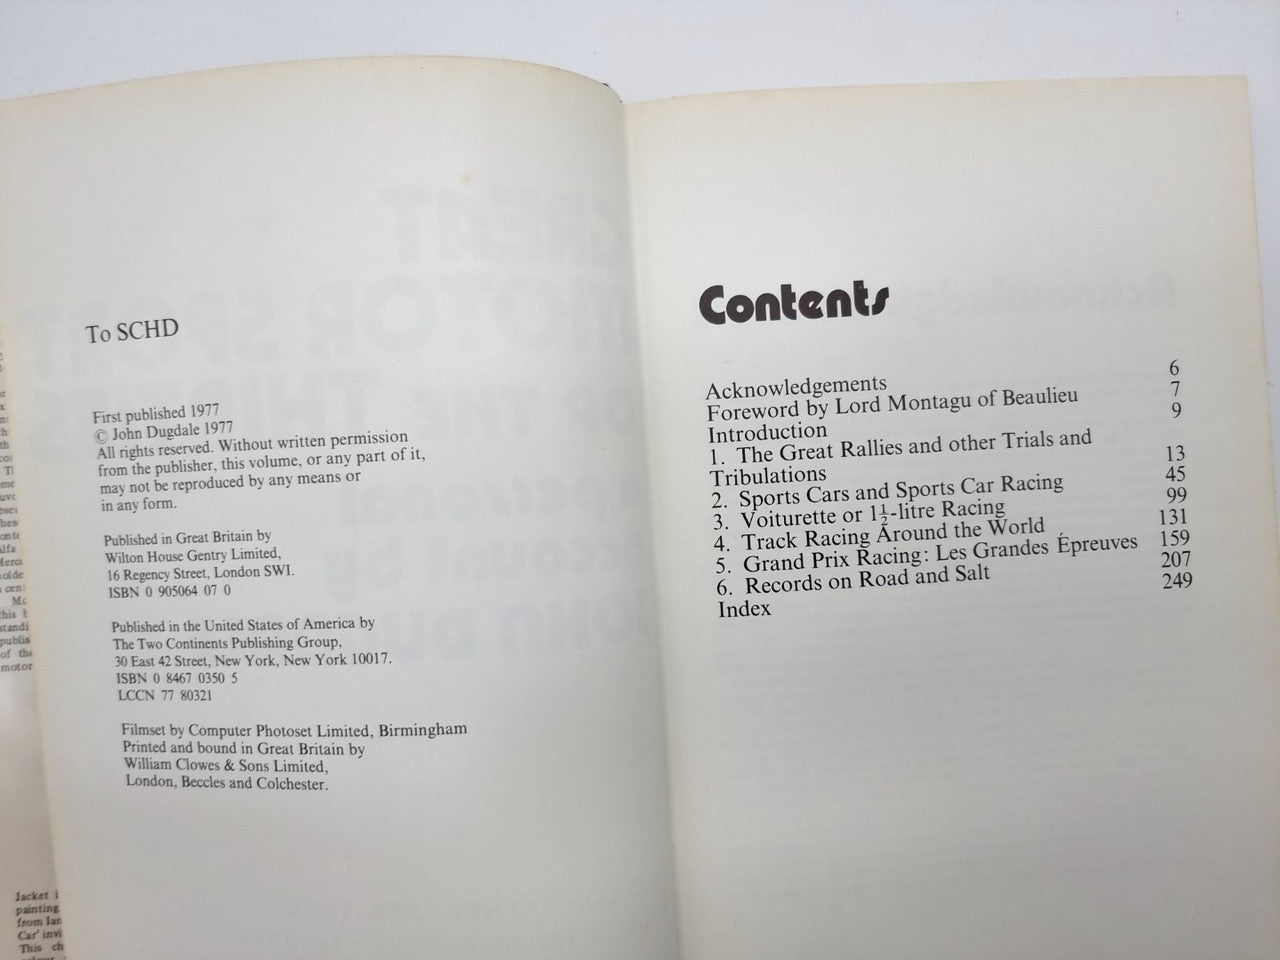 To SCHD
First published 1977
© John Dugdale 1977
All rights reserved. Without written permission
from the publisher, this volume, or any part of it,
may not be reproduced by any means or
in any form.
Published in Great Britain by
Wilton House Gentry Limited,
16 Regency Street, London SW1.
ISBN 0 905064 07 0
Published in the United States of America by
The Two Continents Publishing Group,
30 East 42 Street, New York, New York 10017.
ISBN 0 8467 0350 5
LCCN 77 80321
Filmset by Computer Photoset Limited, Birmingham
Printed and bound in Great Britain by
William Clowes & Sons Limited,
London, Beccles and Colchester.
Jacket
painting
from Ian
Car'
This
Contents
Acknowledgements 6
Foreword by Lord Montagu of Beaulieu 7
Introduction 9
1. The Great Rallies and other Trials and
Tribulations 13
2. Sports Cars and Sports Car Racing 45
3. Voiturette or 1½-litre Racing 99
4. Track Racing Around the World 131
5. Grand Prix Racing: Les Grandes Épreuves 159
6. Records on Road and Salt 207
Index 249